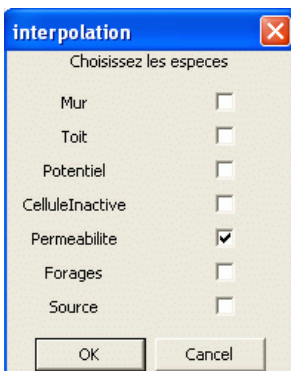 interpolation
Choisissez les especes
Mur
Toit
Potentiel
CelluleInactive
Permeabilite
Forages
Source
OK Cancel